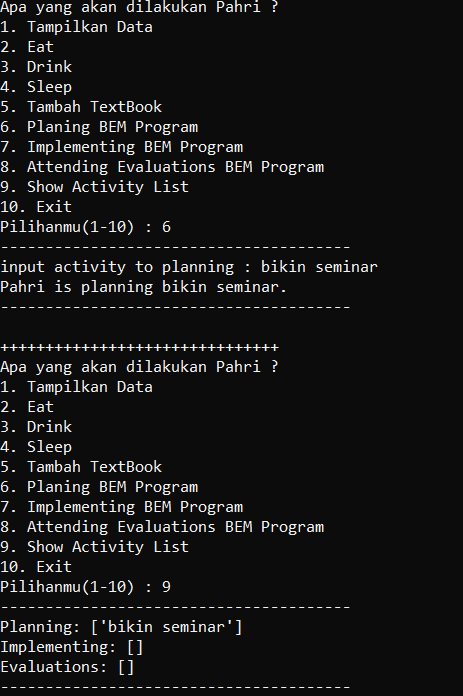 Apa yang akan dilakukan Pahri ?
1. Tampilkan Data
2. Eat
3. Drink
4. Sleep
5. Tambah TextBook
6. Planing BEM Program
7. Implementing BEM Program
8. Attending Evaluations BEM Program
9. Show Activity List
10. Exit
Pilihanmu(1-10) : 6
---------------------------------------
input activity to planning : bikin seminar
Pahri is planning bikin seminar.
---------------------------------------
+++++++++++++++++++++++++++++++
Apa yang akan dilakukan Pahri ?
1. Tampilkan Data
2. Eat
3. Drink
4. Sleep
5. Tambah TextBook
6. Planing BEM Program
7. Implementing BEM Program
8. Attending Evaluations BEM Program
9. Show Activity List
10. Exit
Pilihanmu(1-10) : 9
---------------------------------------
Planning: ['bikin seminar']
Implementing: []
Evaluations: []
---------------------------------------